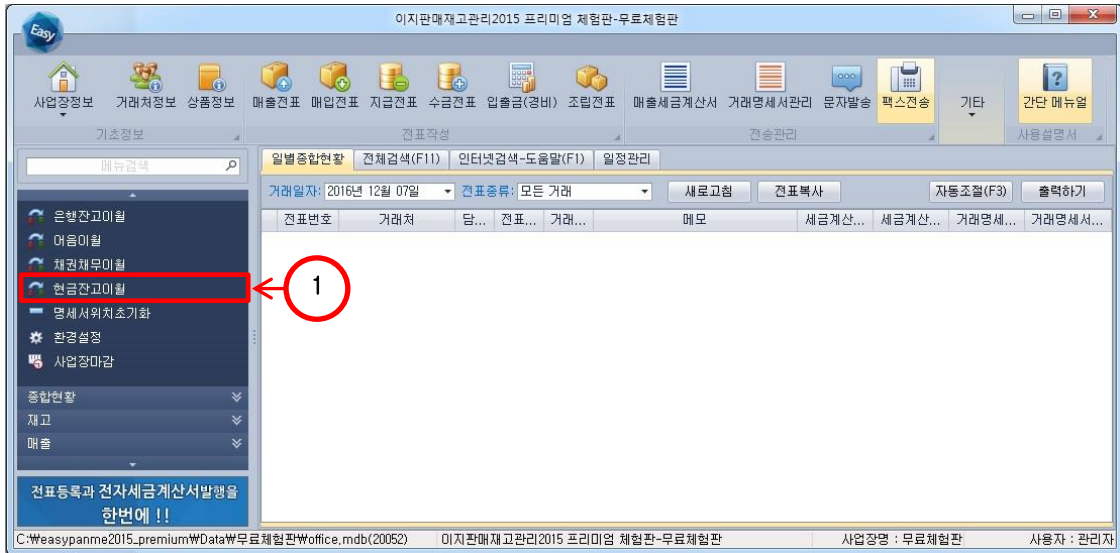 이지판매재고관리2015 프리미엄 체험판-무료체험판
Easy
사업장정보 거래처정보 상품정보 매출전표 매입전표 지급전표 수금전표 입출금(경비) 조립전표 매출세금계산서 거래명세서관리 문자발송 팩스전송 기타 간단 메뉴얼
기초정보 전표작성 전송관리 사용설명서
메뉴검색
일별종합현황 전체검색(F11) 인터넷검색-도움말(F1) 일정관리
거래일자: 2016년 12월 07일 전표종류: 모든 거래 새로고침 전표복사 자동조절(F3) 출력하기
전표번호 거래처 담... 전표... 거래... 메모 세금계산... 세금계산... 거래명세... 거래명세서...
은행잔고이월
어음이월
채권채무이월
현금잔고이월
1
명세서위치초기화
환경설정
사업장마감
종합현황
재고
매출
전표등록과 전자세금계산서발행을
한번에 !!
C:₩easypanme2015_premium₩Data₩무료체험판₩office.mdb(20052) 이지판매재고관리2015 프리미엄 체험판-무료체험판 사업장명 : 무료체험판 사용자 : 관리자